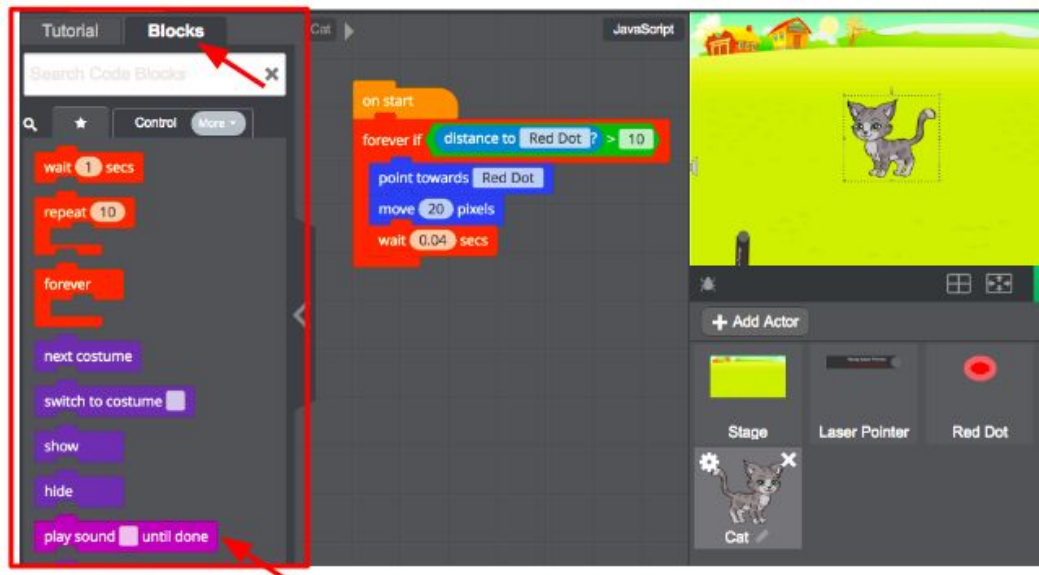 Tutorial
Blocks
Search Code Blocks
Control
More
wait 1 secs
repeat 10
forever
next costume
switch to costume
show
hide
play sound until done
Cat
JavaScript
on start
forever if distance to Red Dot ? > 10
point towards Red Dot
move 20 pixels
wait 0.04 secs
+ Add Actor
Stage
Laser Pointer
Red Dot
Cat